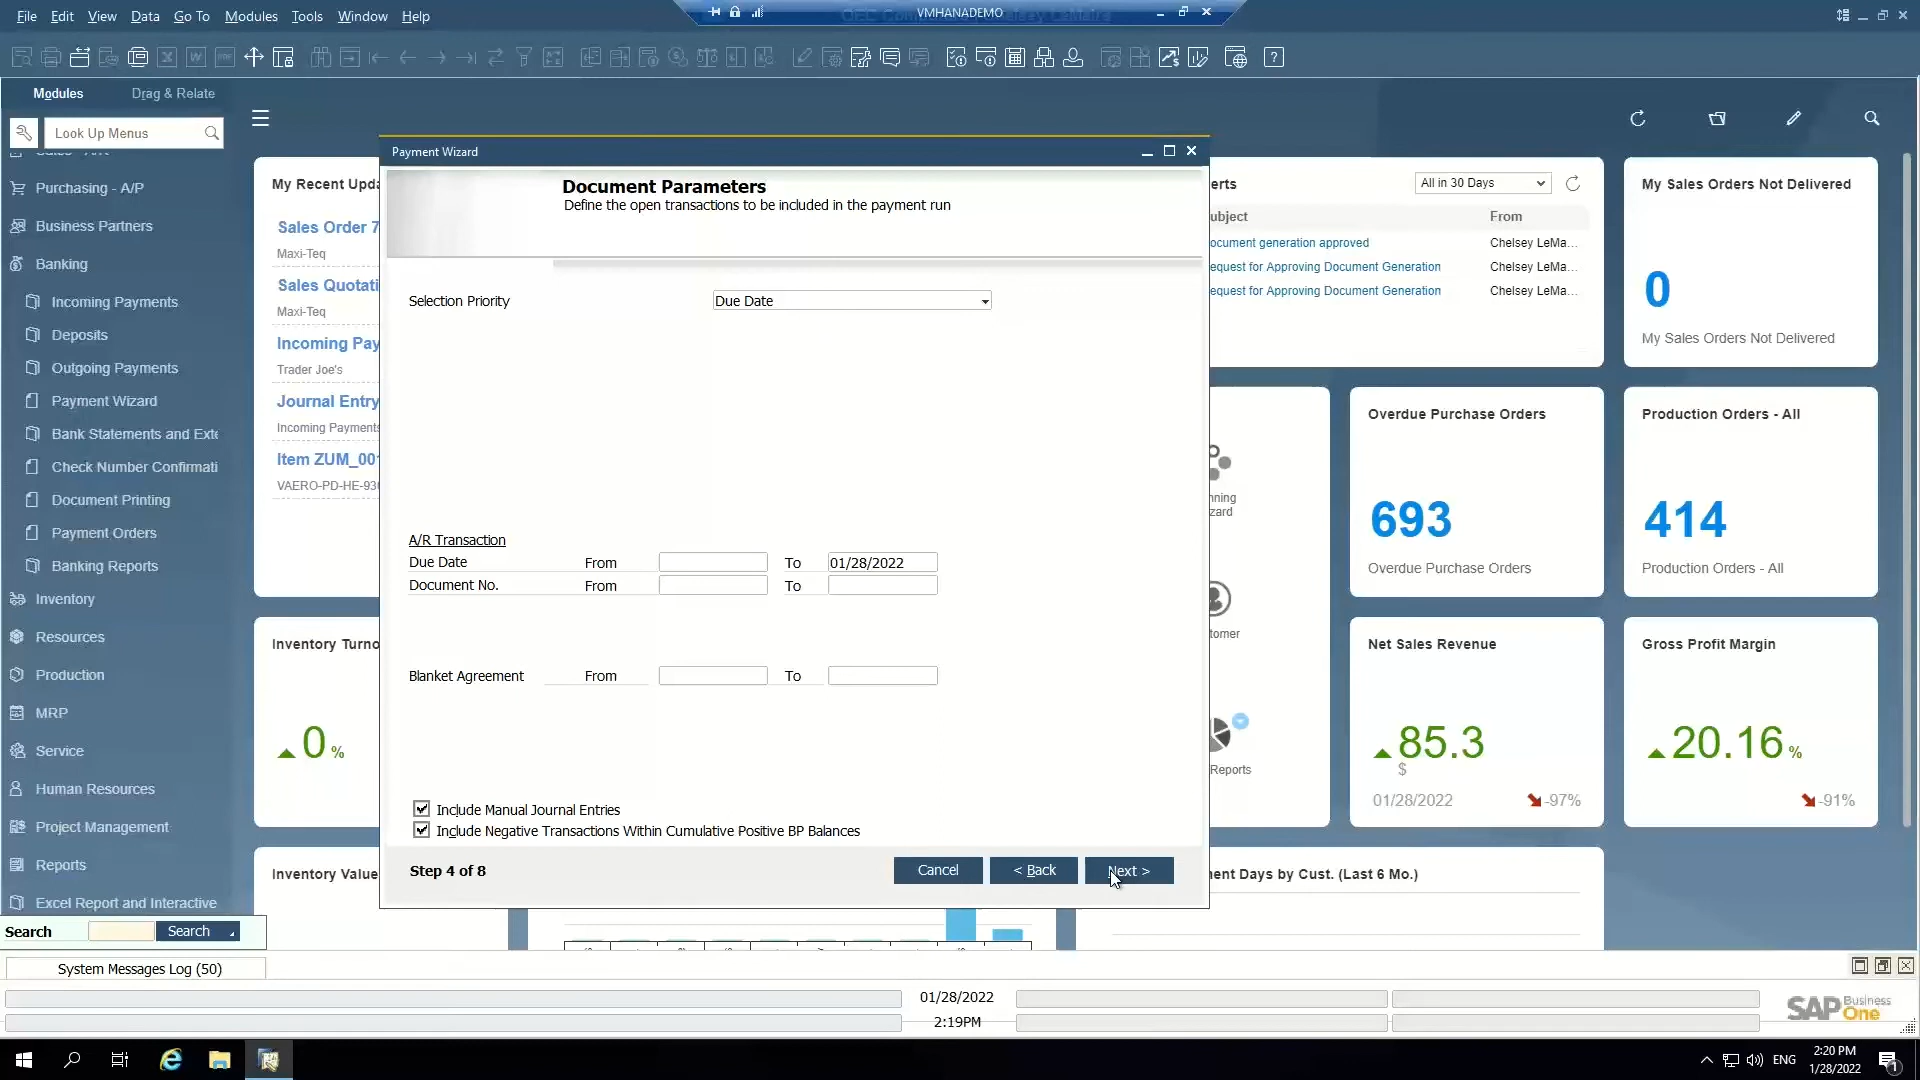 File Edit View Data Go To Modules Tools Window Help
VMHANADEMO
Modules Drag & Relate
Look Up Menus
Purchasing - A/P
Business Partners
Banking
Incoming Payments
Deposits
Outgoing Payments
Payment Wizard
Bank Statements and Exte
Check Number Confirmati
Document Printing
Payment Orders
Banking Reports
Inventory
Resources
Production
MRP
Service
Human Resources
Project Management
Reports
Excel Report and Interactive
Search Search
My Recent Upda
Sales Order 7
Maxi-Teq
Sales Quotati
Maxi-Teq
Incoming Pay
Trader Joe's
Journal Entry
Incoming Payments
Item ZUM_001
VAERO-PD-HE-930
Inventory Turno
0 %
Inventory Value
Payment Wizard
Document Parameters
Define the open transactions to be included in the payment run
Selection Priority Due Date
A/R Transaction
Due Date From To 01/28/2022
Document No. From To
Blanket Agreement From To
Include Manual Journal Entries
Include Negative Transactions Within Cumulative Positive BP Balances
Step 4 of 8 Cancel < Back Next >
erts All in 30 Days
ubject From
ocument generation approved Chelsey LeMa...
equest for Approving Document Generation Chelsey LeMa...
equest for Approving Document Generation Chelsey LeMa...
nning
zard
tomer
Reports
My Sales Orders Not Delivered
0
My Sales Orders Not Delivered
Overdue Purchase Orders
693
Overdue Purchase Orders
Production Orders - All
414
Production Orders - All
Net Sales Revenue
85.3
$
01/28/2022 -97%
Gross Profit Margin
20.16 %
-91%
ent Days by Cust. (Last 6 Mo.)
System Messages Log (50)
01/28/2022
2:19PM
SAP Business One
ENG
2:20 PM
1/28/2022
1